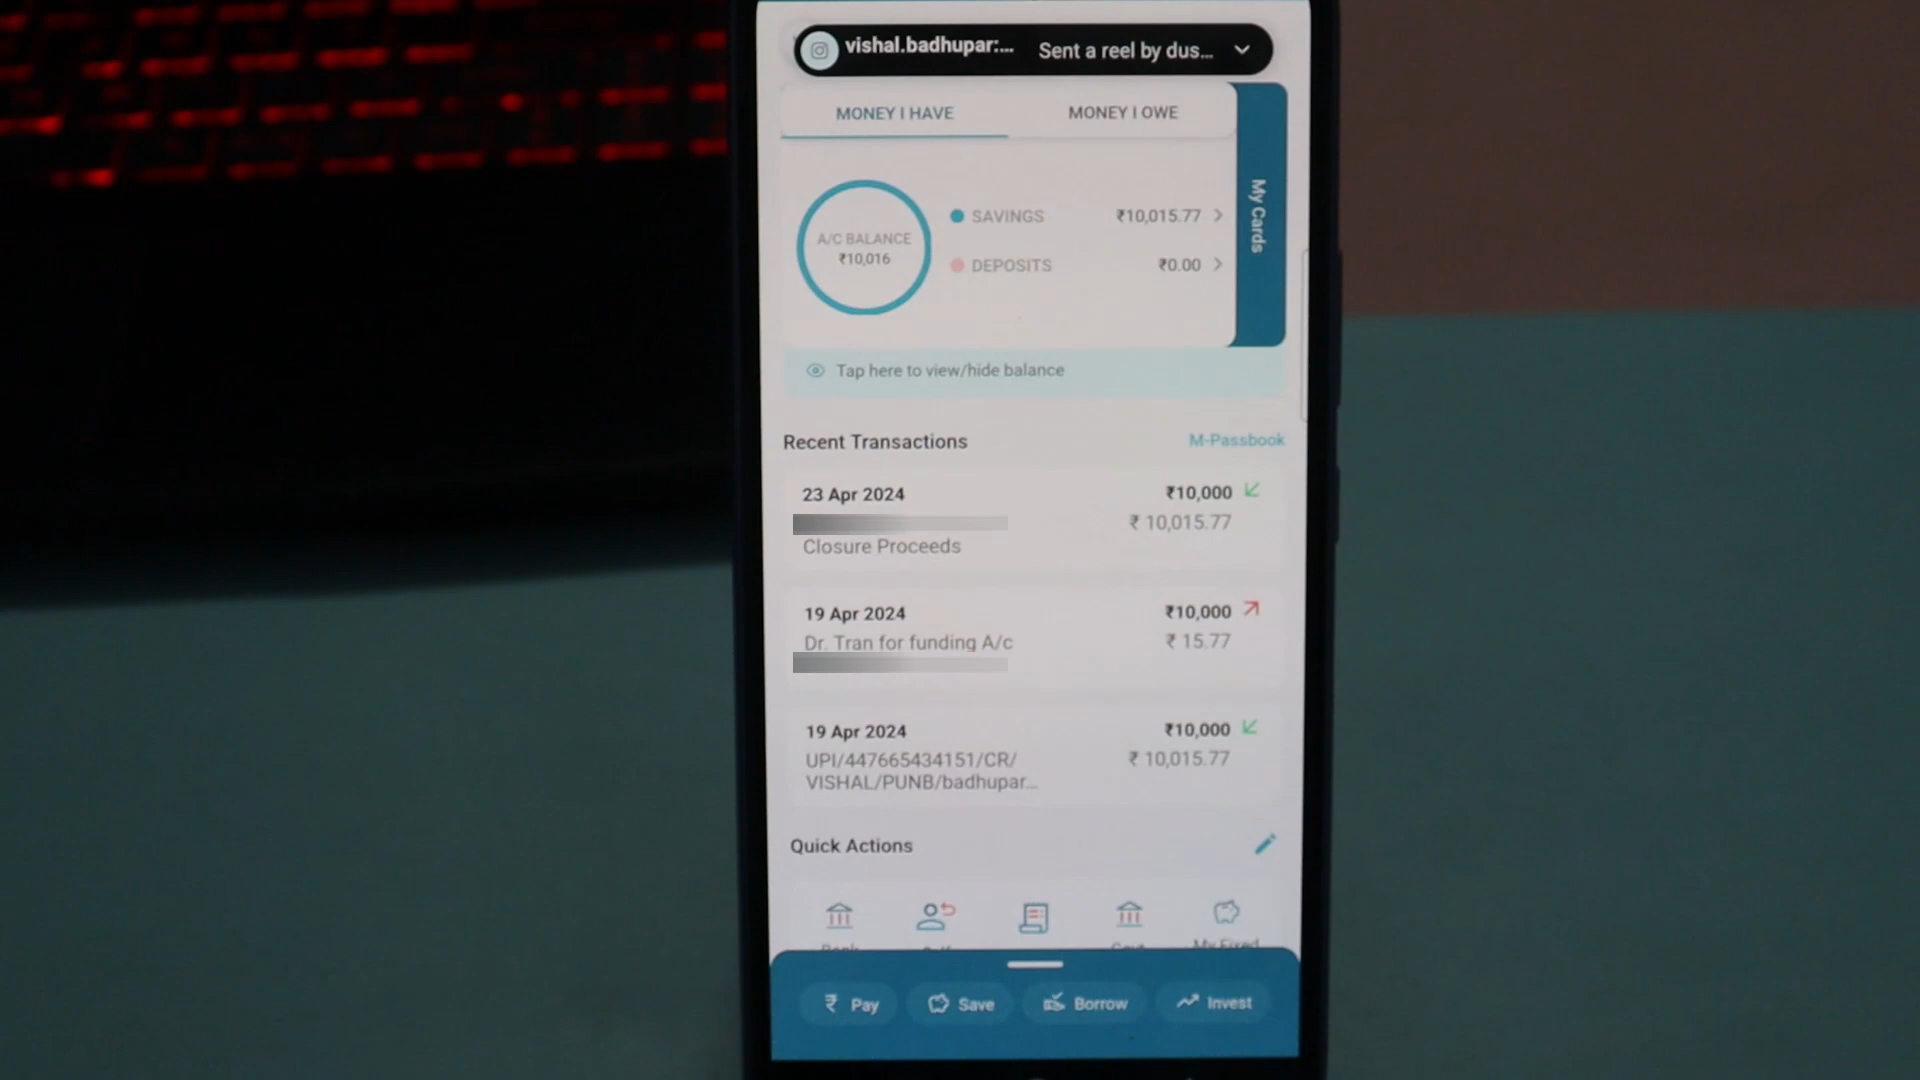 vishal.badhupar:... Sent a reel by dus...
MONEY I HAVE MONEY I OWE
My Cards
A/C BALANCE
₹10,016
SAVINGS ₹10,015.77
DEPOSITS ₹0.00
Tap here to view/hide balance
Recent Transactions M-Passbook
23 Apr 2024 ₹10,000
₹ 10,015.77
Closure Proceeds
19 Apr 2024 ₹10,000
Dr. Tran for funding A/c ₹ 15.77
19 Apr 2024 ₹10,000
UPI/447665434151/CR/ ₹ 10,015.77
VISHAL/PUNB/badhupar...
Quick Actions
My Fixed
₹ Pay Save Borrow Invest